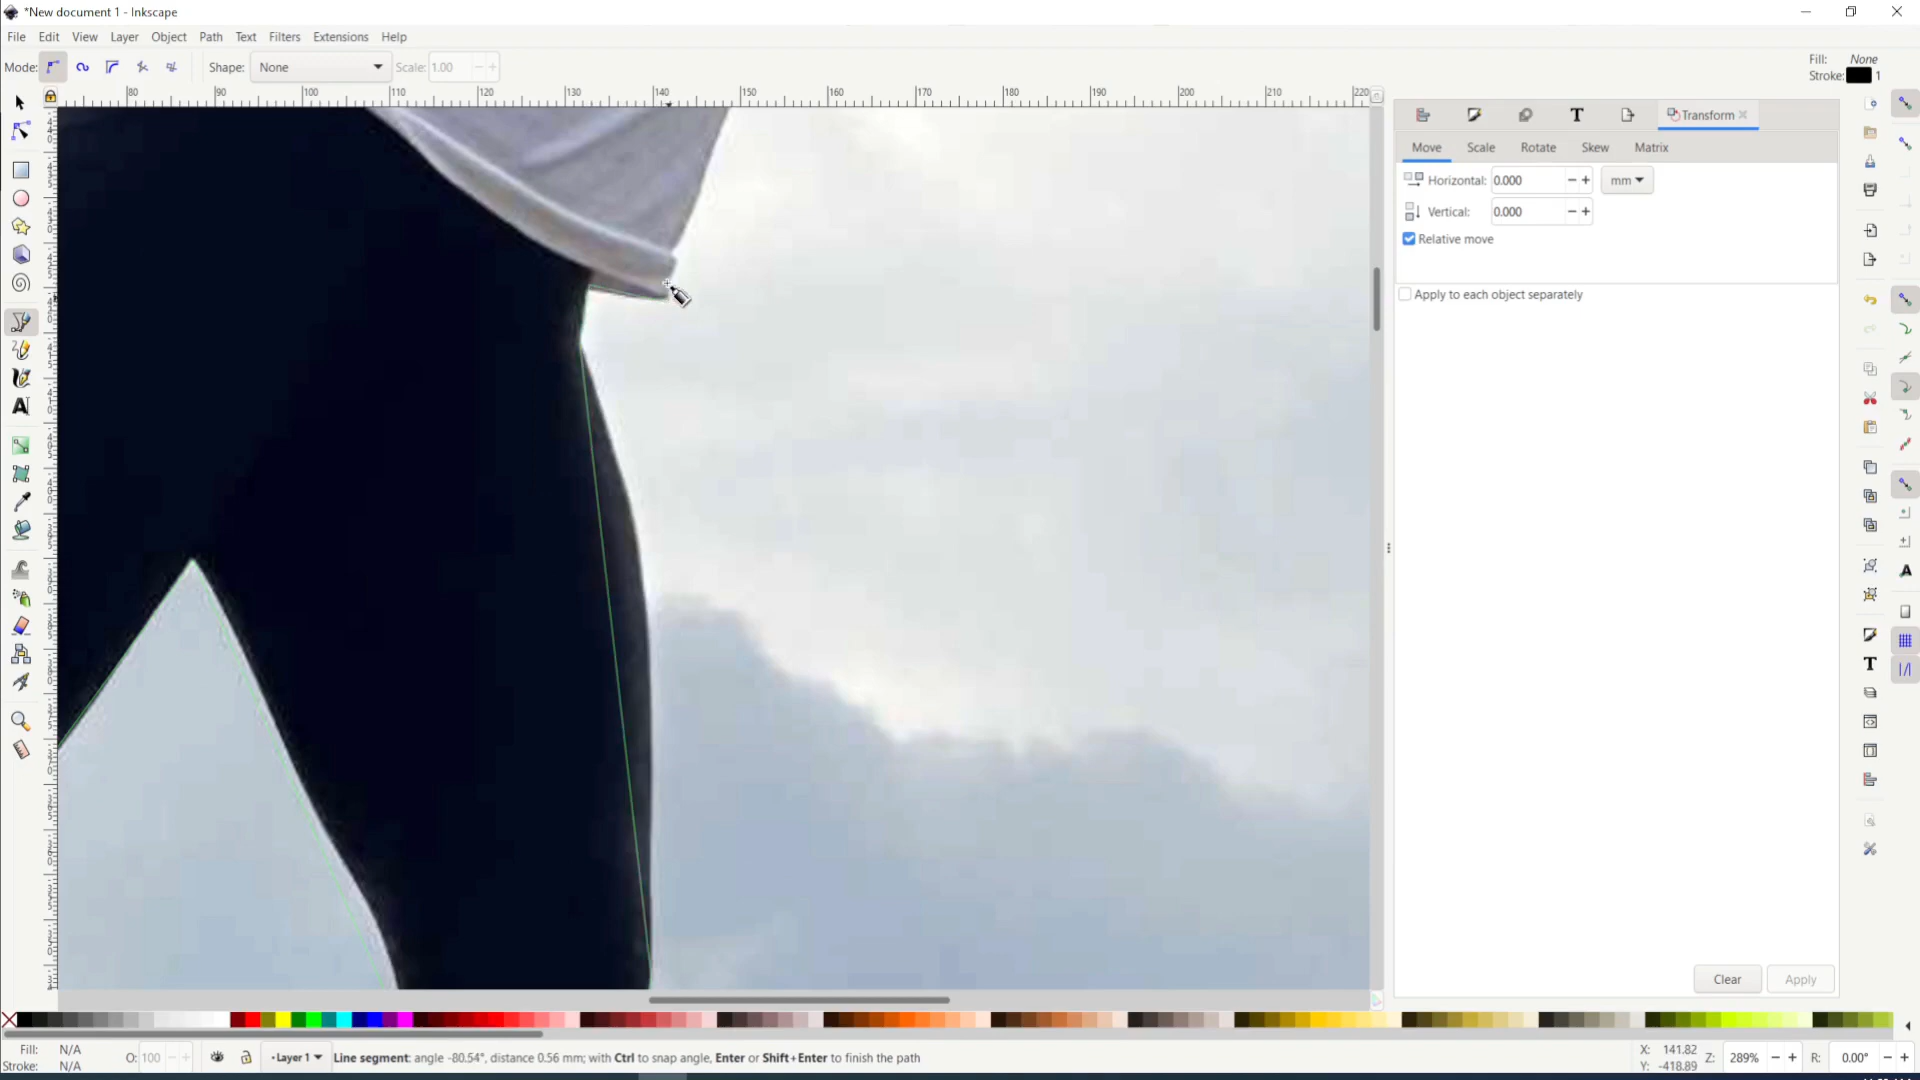 *New document 1 - Inkscape
File Edit View Layer Object Path Text Filters Extensions Help
Mode: Shape: None Scale: 1.00 Fill: None
Stroke: 1
80 90 100 110 120 130 140 150 160 170 180 190 200 210 220
Transform
Move Scale Rotate Skew Matrix
Horizontal: 0.000 mm
Vertical: 0.000
Relative move
Apply to each object separately
Clear Apply
Fill: N/A
Stroke: N/A
O: 100
Layer 1
Line segment: angle -80.54°, distance 0.56 mm; with Ctrl to snap angle, Enter or Shift+Enter to finish the path
X: 141.82
Y: -418.89
Z: 289%
R: 0.00°